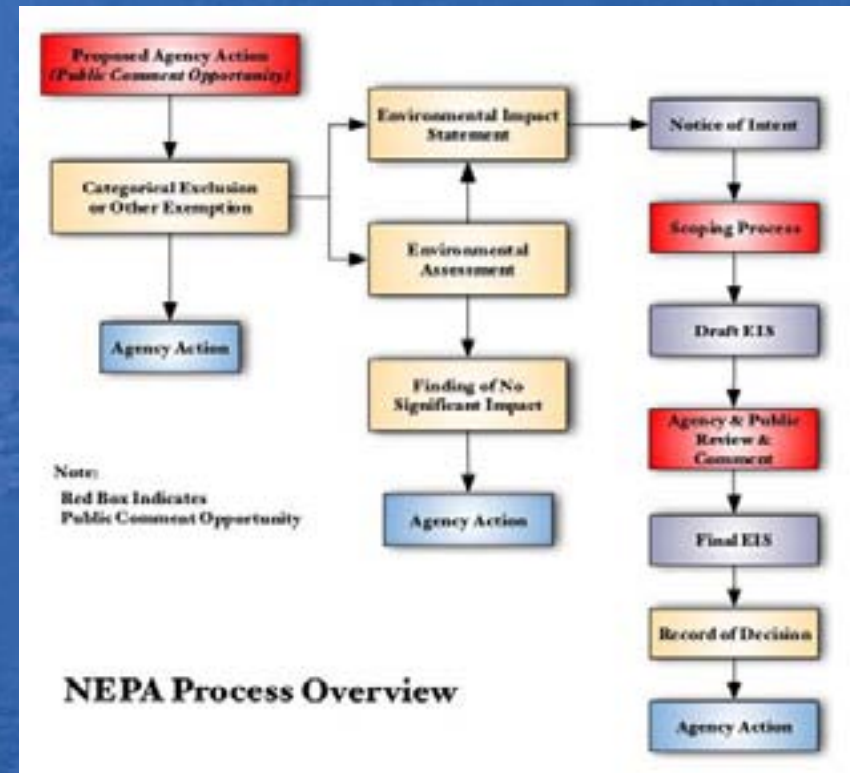 Proposed Agency Action
(Public Comment Opportunity)
Categorical Exclusion
or Other Exemption
Agency Action
Note:
Red Box Indicates
Public Comment Opportunity
Environmental Impact
Statement
Environmental
Assessment
Finding of No
Significant Impact
Agency Action
Notice of Intent
Scoping Process
Draft EIS
Agency & Public
Review &
Comment
Final EIS
Record of Decision
Agency Action
NEPA Process Overview